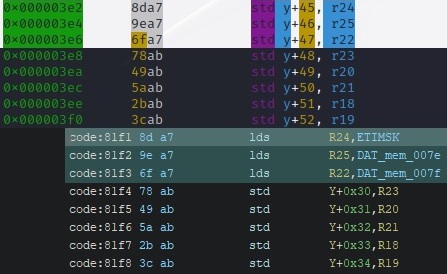 0x000003e2 8da7 std y+45, r24
0x000003e4 9ea7 std y+46, r25
0x000003e6 6fa7 std y+47, r22
0x000003e8 78ab std y+48, r23
0x000003ea 49ab std y+49, r20
0x000003ec 5aab std y+50, r21
0x000003ee 2bab std y+51, r18
0x000003f0 3cab std y+52, r19
code:81f1 8d a7 lds R24,ETIMSK
code:81f2 9e a7 lds R25,DAT_mem_007e
code:81f3 6f a7 lds R22,DAT_mem_007f
code:81f4 78 ab std Y+0x30,R23
code:81f5 49 ab std Y+0x31,R20
code:81f6 5a ab std Y+0x32,R21
code:81f7 2b ab std Y+0x33,R18
code:81f8 3c ab std Y+0x34,R19